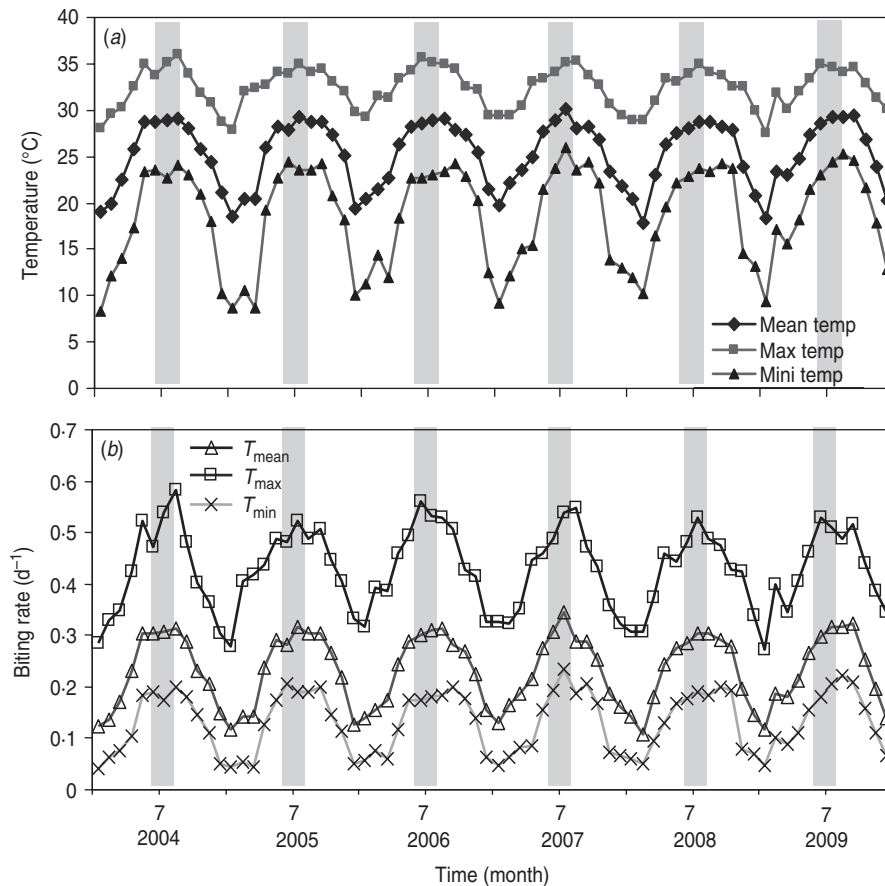 (a)
40
35
30
25
20
15
10
5
0
Temperature (°C)
Mean temp
Max temp
Mini temp
(b)
0·7
0·6
0·5
0·4
0·3
0·2
0·1
0
Biting rate (d⁻¹)
Tmean
Tmax
Tmin
7 7 7 7 7 7
2004 2005 2006 2007 2008 2009
Time (month)